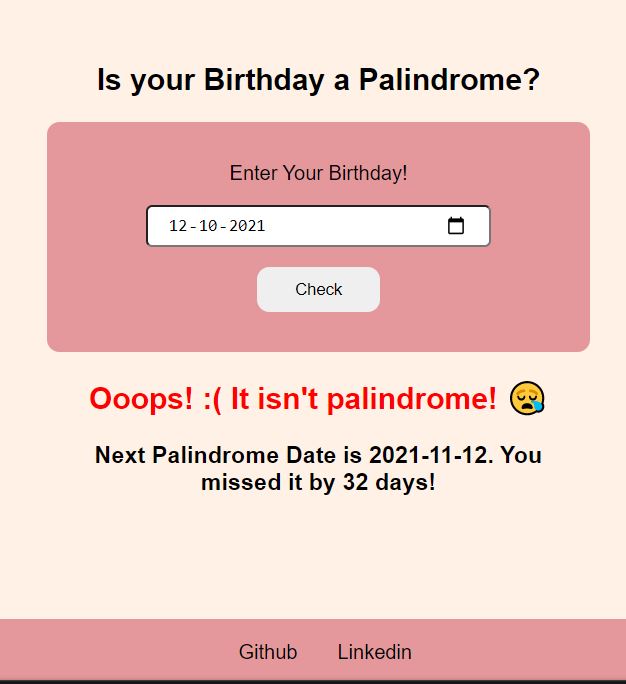 Is your Birthday a Palindrome?
Enter Your Birthday!
12-10-2021
Check
Ooops! :( It isn't palindrome! 😪
Next Palindrome Date is 2021-11-12. You
missed it by 32 days!
Github Linkedin